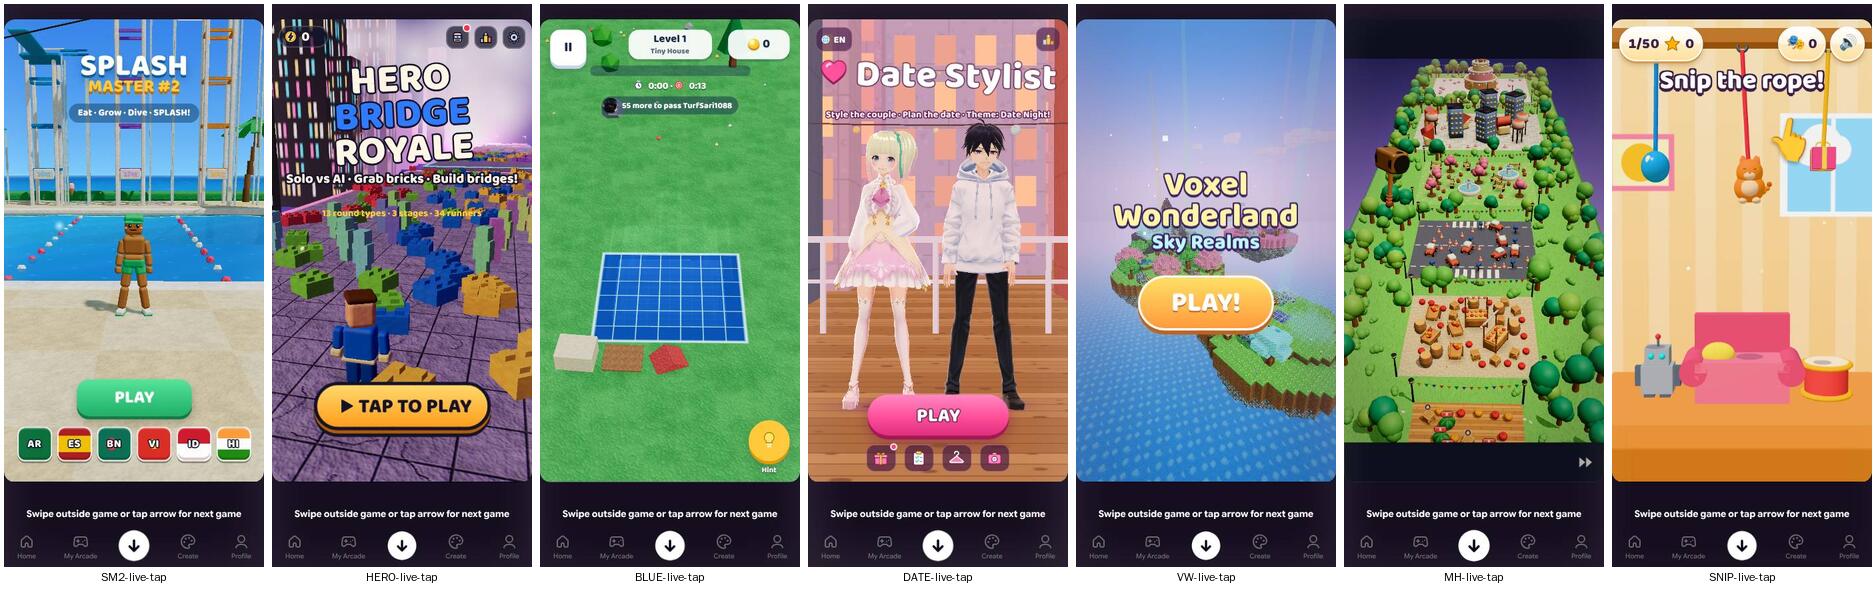 SPLASH
MASTER #2
Eat · Grow · Dive · SPLASH!
PLAY
AR
ES
BN
VI
ID
HI
Swipe outside game or tap arrow for next game
Home
My Arcade
Create
Profile
SM2-live-tap
0
HERO
BRIDGE
ROYALE
Solo vs AI · Grab bricks · Build bridges!
13 round types · 3 stages · 34 runners
TAP TO PLAY
Swipe outside game or tap arrow for next game
Home
My Arcade
Create
Profile
HERO-live-tap
Level 1
Tiny House
0
0:00 · 0:13
55 more to pass TurfSari1088
Hint
Swipe outside game or tap arrow for next game
Home
My Arcade
Create
Profile
BLUE-live-tap
EN
Date Stylist
Style the couple · Plan the date · Theme: Date Night!
PLAY
Swipe outside game or tap arrow for next game
Home
My Arcade
Create
Profile
DATE-live-tap
Voxel
Wonderland
Sky Realms
PLAY!
Swipe outside game or tap arrow for next game
Home
My Arcade
Create
Profile
VW-live-tap
Swipe outside game or tap arrow for next game
Home
My Arcade
Create
Profile
MH-live-tap
1/50 0
0
Snip the rope!
Swipe outside game or tap arrow for next game
Home
My Arcade
Create
Profile
SNIP-live-tap